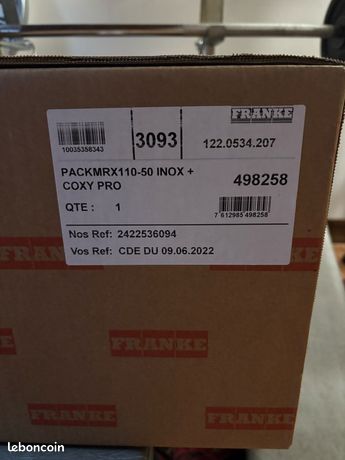 FRANKE
3093
122.0534.207
10035358343
PACKMRX110-50 INOX +
COXY PRO
498258
QTE : 1
7 612985 498258
Nos Ref: 2422536094
Vos Ref: CDE DU 09.06.2022
FRANKE
FRANKE
FRANKE
FRANKE
FRANKE
leboncoin